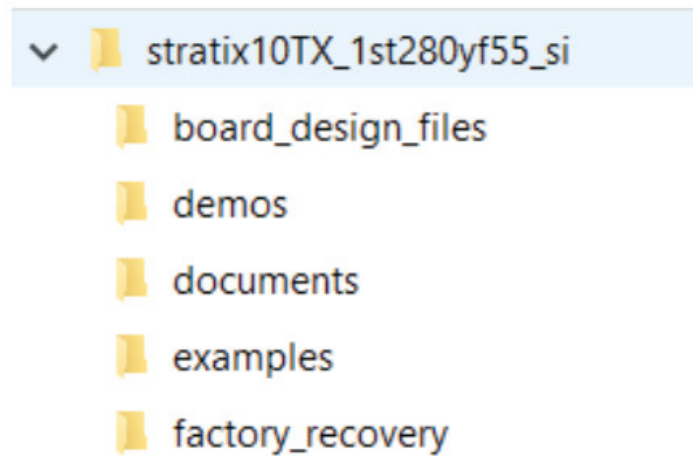 stratix10TX_1st280yf55_si
board_design_files
demos
documents
examples
factory_recovery